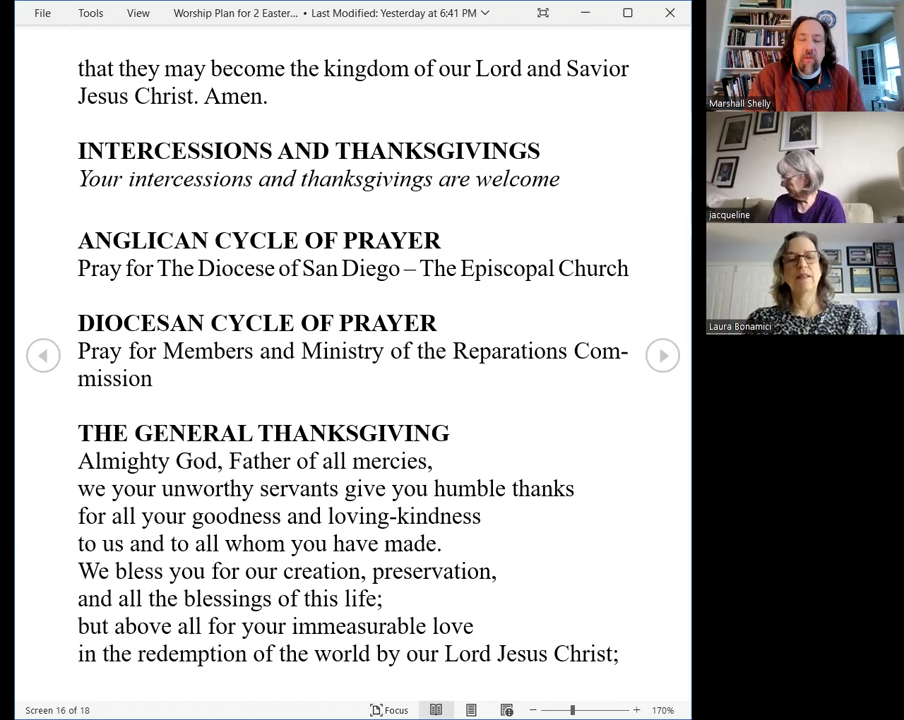 File Tools View Worship Plan for 2 Easter... • Last Modified: Yesterday at 6:41 PM
that they may become the kingdom of our Lord and Savior
Jesus Christ. Amen.
INTERCESSIONS AND THANKSGIVINGS
Your intercessions and thanksgivings are welcome
ANGLICAN CYCLE OF PRAYER
Pray for The Diocese of San Diego – The Episcopal Church
DIOCESAN CYCLE OF PRAYER
Pray for Members and Ministry of the Reparations Com-
mission
THE GENERAL THANKSGIVING
Almighty God, Father of all mercies,
we your unworthy servants give you humble thanks
for all your goodness and loving-kindness
to us and to all whom you have made.
We bless you for our creation, preservation,
and all the blessings of this life;
but above all for your immeasurable love
in the redemption of the world by our Lord Jesus Christ;
Screen 16 of 18 Focus 170%
Marshall Shelly
jacqueline
Laura Bonamici